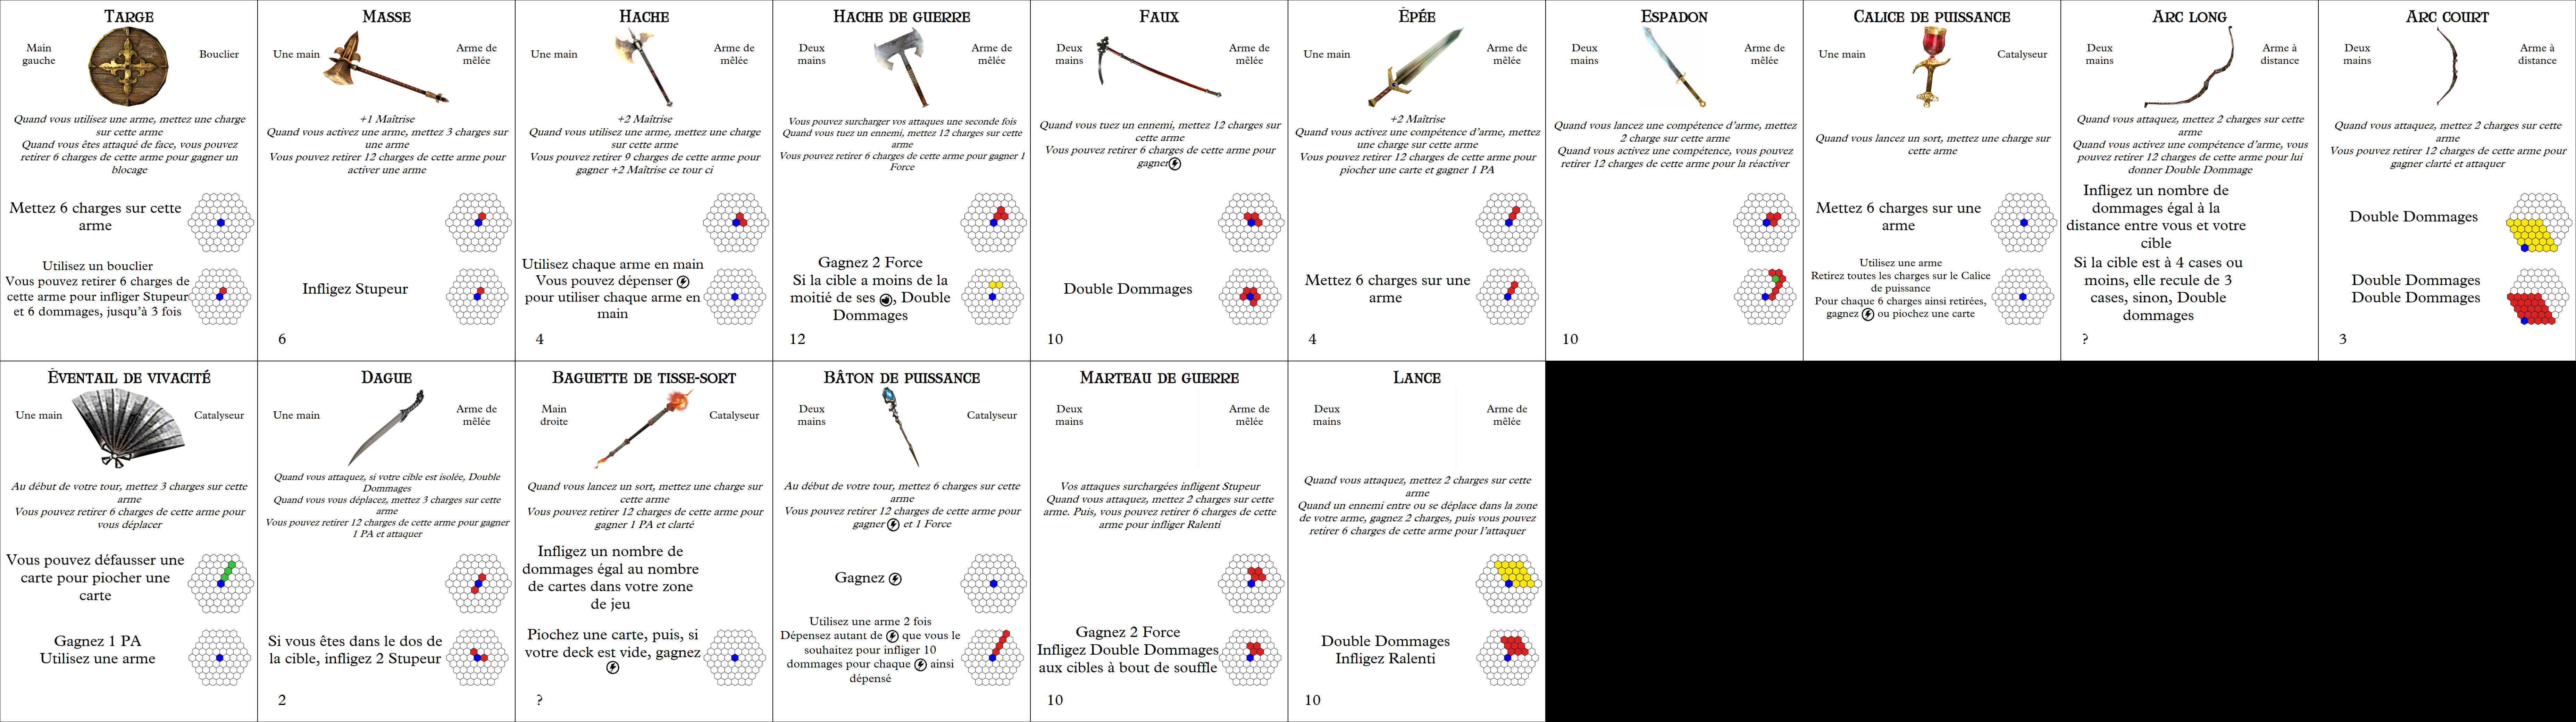 TARGE
Main
gauche
Bouclier
Quand vous utilisez une arme, mettez une charge
sur cette arme
Quand vous êtes attaqué de face, vous pouvez
retirer 6 charges de cette arme pour gagner un
blocage
Mettez 6 charges sur cette
arme
Utilisez un bouclier
Vous pouvez retirer 6 charges de
cette arme pour infliger Stupeur
et 6 dommages, jusqu'à 3 fois
MASSE
Une main
Arme de
mêlée
+1 Maîtrise
Quand vous activez une arme, mettez 3 charges sur
une arme
Vous pouvez retirer 12 charges de cette arme pour
activer une arme
Infligez Stupeur
6
HACHE
Une main
Arme de
mêlée
+2 Maîtrise
Quand vous utilisez une arme, mettez une charge
sur cette arme
Vous pouvez retirer 9 charges de cette arme pour
gagner +2 Maîtrise ce tour ci
Utilisez chaque arme en main
Vous pouvez dépenser
pour utiliser chaque arme en
main
4
HACHE DE GUERRE
Deux
mains
Arme de
mêlée
Vous pouvez surcharger vos attaques une seconde fois
Quand vous tuez un ennemi, mettez 12 charges sur cette
arme
Vous pouvez retirer 6 charges de cette arme pour gagner 1
Force
Gagnez 2 Force
Si la cible a moins de la
moitié de ses , Double
Dommages
12
FAUX
Deux
mains
Arme de
mêlée
Quand vous tuez un ennemi, mettez 12 charges sur
cette arme
Vous pouvez retirer 6 charges de cette arme pour
gagner
Double Dommages
10
ÉPÉE
Une main
Arme de
mêlée
+2 Maîtrise
Quand vous activez une compétence d'arme, mettez
une charge sur cette arme
Vous pouvez retirer 12 charges de cette arme pour
piocher une carte et gagner 1 PA
Mettez 6 charges sur une
arme
4
ESPADON
Deux
mains
Arme de
mêlée
Quand vous lancez une compétence d'arme, mettez
2 charge sur cette arme
Quand vous activez une compétence, vous pouvez
retirer 12 charges de cette arme pour la réactiver
10
CALICE DE PUISSANCE
Une main
Catalyseur
Quand vous lancez un sort, mettez une charge sur
cette arme
Mettez 6 charges sur une
arme
Utilisez une arme
Retirez toutes les charges sur le Calice
de puissance
Pour chaque 6 charges ainsi retirées,
gagnez ou piochez une carte
ARC LONG
Deux
mains
Arme à
distance
Quand vous attaquez, mettez 2 charges sur cette
arme
Quand vous activez une compétence d'arme, vous
pouvez retirer 12 charges de cette arme pour lui
donner Double Dommage
Infligez un nombre de
dommages égal à la
distance entre vous et votre
cible
Si la cible est à 4 cases ou
moins, elle recule de 3
cases, sinon, Double
dommages
?
ARC COURT
Deux
mains
Arme à
distance
Quand vous attaquez, mettez 2 charges sur cette
arme
Vous pouvez retirer 12 charges de cette arme pour
gagner clarté et attaquer
Double Dommages
Double Dommages
Double Dommages
3
ÉVENTAIL DE VIVACITÉ
Une main
Catalyseur
Au début de votre tour, mettez 3 charges sur cette
arme
Vous pouvez retirer 6 charges de cette arme pour
vous déplacer
Vous pouvez défausser une
carte pour piocher une
carte
Gagnez 1 PA
Utilisez une arme
DAGUE
Une main
Arme de
mêlée
Quand vous attaquez, si votre cible est isolée, Double
Dommages
Quand vous vous déplacez, mettez 3 charges sur cette
arme
Vous pouvez retirer 12 charges de cette arme pour gagner
1 PA et attaquer
Si vous êtes dans le dos de
la cible, infligez 2 Stupeur
2
BAGUETTE DE TISSE-SORT
Main
droite
Catalyseur
Quand vous lancez un sort, mettez une charge sur
cette arme
Vous pouvez retirer 12 charges de cette arme pour
gagner 1 PA et clarté
Infligez un nombre de
dommages égal au nombre
de cartes dans votre zone
de jeu
Piochez une carte, puis, si
votre deck est vide, gagnez
?
BÂTON DE PUISSANCE
Deux
mains
Catalyseur
Au début de votre tour, mettez 6 charges sur cette
arme
Vous pouvez retirer 12 charges de cette arme pour
gagner et 1 Force
Gagnez
Utilisez une arme 2 fois
Dépensez autant de que vous le
souhaitez pour infliger 10
dommages pour chaque ainsi
dépensé
MARTEAU DE GUERRE
Deux
mains
Arme de
mêlée
Vos attaques surchargées infligent Stupeur
Quand vous attaquez, mettez 2 charges sur cette
arme. Puis, vous pouvez retirer 6 charges de cette
arme pour infliger Ralenti
Gagnez 2 Force
Infligez Double Dommages
aux cibles à bout de souffle
10
LANCE
Deux
mains
Arme de
mêlée
Quand vous attaquez, mettez 2 charges sur cette
arme
Quand un ennemi entre ou se déplace dans la zone
de votre arme, gagnez 2 charges, puis vous pouvez
retirer 6 charges de cette arme pour l'attaquer
Double Dommages
Infligez Ralenti
10